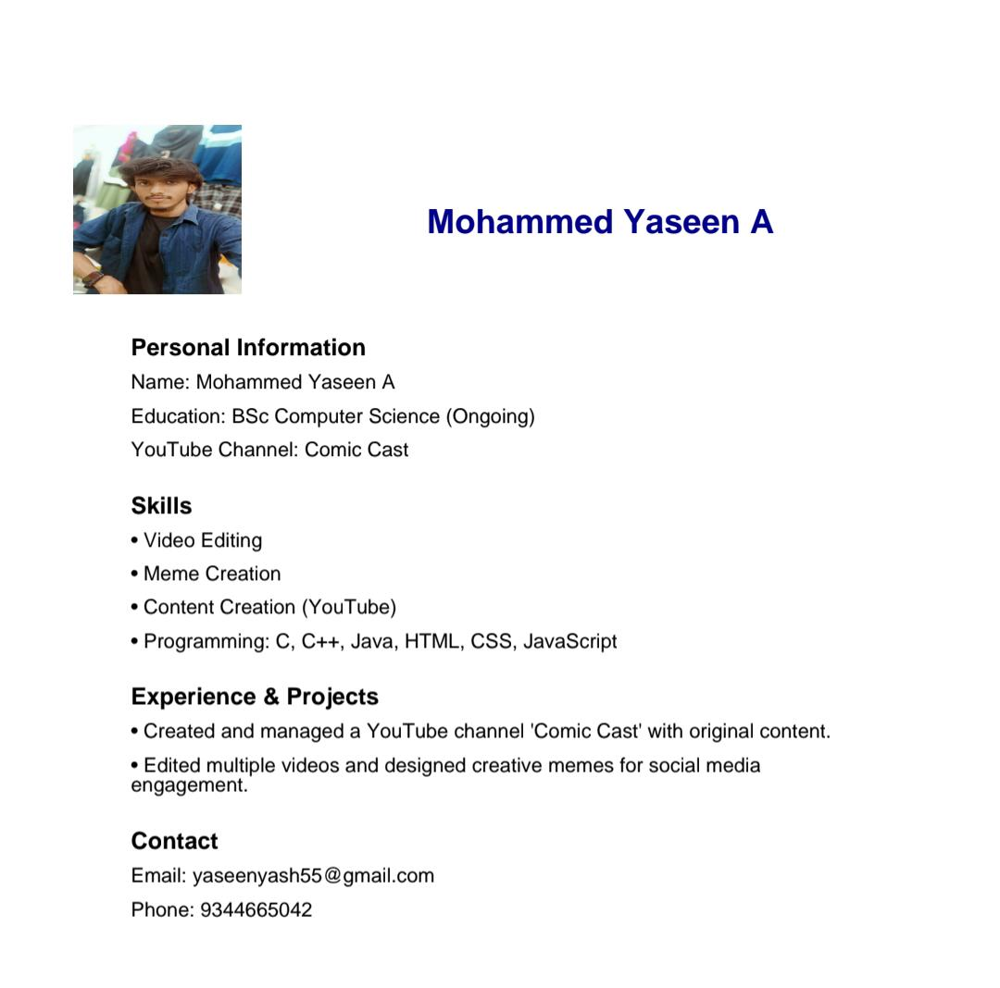 Mohammed Yaseen A
Personal Information
Name: Mohammed Yaseen A
Education: BSc Computer Science (Ongoing)
YouTube Channel: Comic Cast
Skills
• Video Editing
• Meme Creation
• Content Creation (YouTube)
• Programming: C, C++, Java, HTML, CSS, JavaScript
Experience & Projects
• Created and managed a YouTube channel 'Comic Cast' with original content.
• Edited multiple videos and designed creative memes for social media
engagement.
Contact
Email: yaseenyash55@gmail.com
Phone: 9344665042